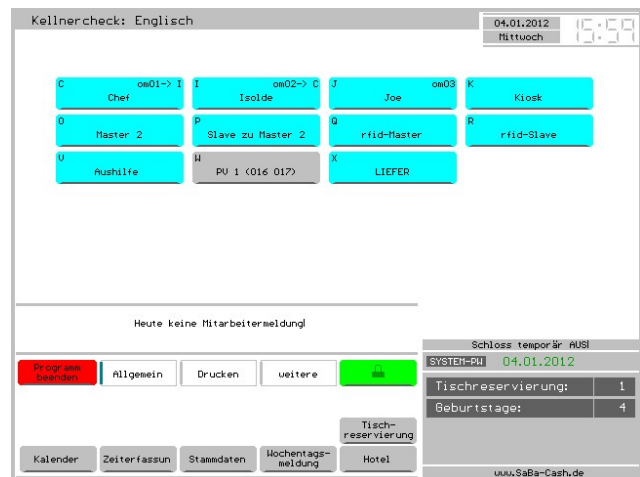 Kellnercheck: Englisch
04.01.2012
Mittwoch
15:59
C om01-> I
Chef
I om02-> C
Isolde
J om03
Joe
K
Kiosk
O
Master 2
P
Slave zu Master 2
Q
rfid-Master
R
rfid-Slave
V
Aushilfe
W
PV 1 (016 017)
X
LIEFER
Heute keine Mitarbeitermeldung!
Schloss temporär AUS!
SYSTEM-PW 04.01.2012
Programm
beenden
Allgemein
Drucken
weitere
Tischreservierung: 1
Geburtstage: 4
Tisch-
reservierung
Kalender
Zeiterfassun
Stammdaten
Wochentags-
meldung
Hotel
www.SaBa-Cash.de